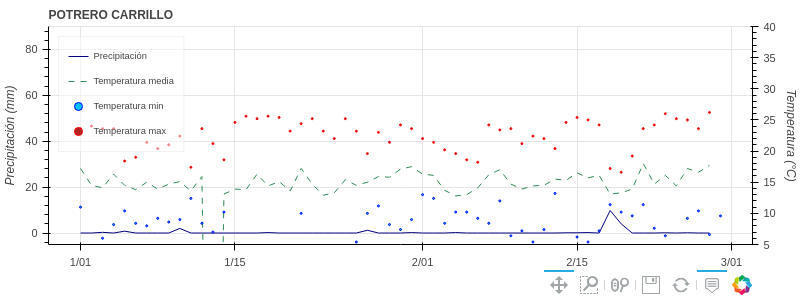 POTRERO CARRILLO
Precipitación (mm)
80
60
40
20
0
Precipitación
Temperatura media
Temperatura min
Temperatura max
40
35
30
25
20
15
10
5
Temperatura (°C)
1/01
1/15
2/01
2/15
3/01